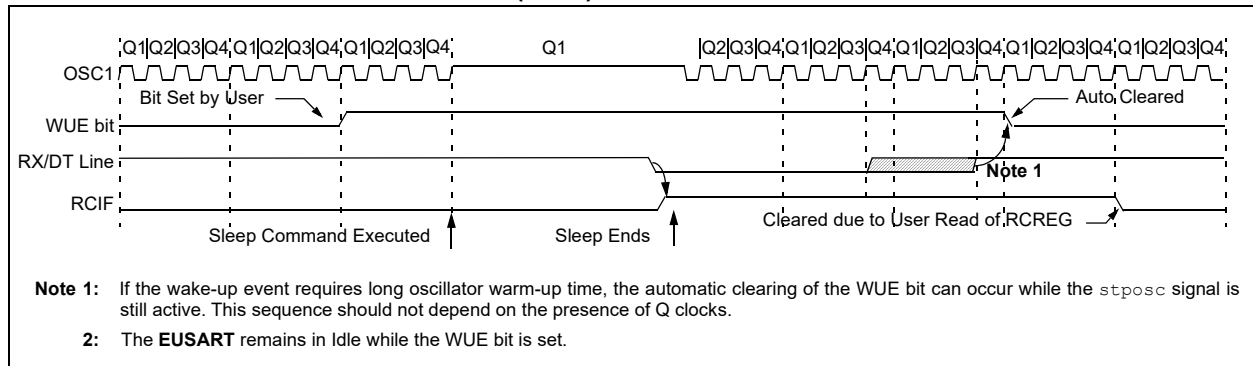 Q1|Q2|Q3|Q4|Q1|Q2|Q3|Q4|Q1|Q2|Q3|Q4 Q1 |Q2|Q3|Q4|Q1|Q2|Q3|Q4|Q1|Q2|Q3|Q4|Q1|Q2|Q3|Q4
OSC1
Bit Set by User Auto Cleared
WUE bit
RX/DT Line
Note 1
RCIF
Cleared due to User Read of RCREG
Sleep Command Executed Sleep Ends
Note 1: If the wake-up event requires long oscillator warm-up time, the automatic clearing of the WUE bit can occur while the stposc signal is
still active. This sequence should not depend on the presence of Q clocks.
2: The EUSART remains in Idle while the WUE bit is set.